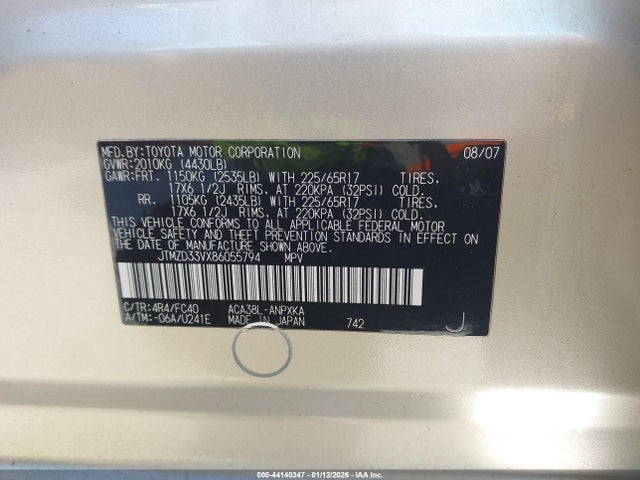 MFD.BY:TOYOTA MOTOR CORPORATION 08/07
GVWR:2010KG (4430LB)
GAWR:FRT. 1150KG (2535LB) WITH 225/65R17 TIRES,
17X6 1/2J RIMS, AT 220KPA (32PSI) COLD.
RR. 1105KG (2435LB) WITH 225/65R17 TIRES,
17X6 1/2J RIMS, AT 220KPA (32PSI) COLD.
THIS VEHICLE CONFORMS TO ALL APPLICABLE FEDERAL MOTOR
VEHICLE SAFETY STANDARDS IN EFFECT ON THE DATE OF
MANUFACTURE SHOWN ABOVE.
JTMZD33VX86055794 MPV
C/TR:4R4/FC40 ACA38L-ANPXKA
A/TM:-06A/U241E MADE IN JAPAN 742 J
000-44140347 - 01/12/2026 - IAA Inc.